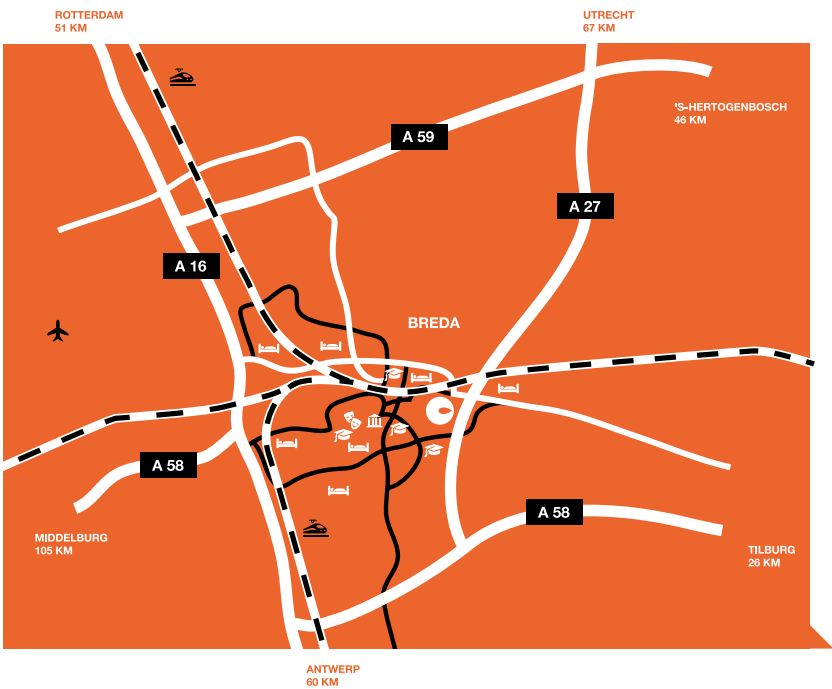 ROTTERDAM
51 KM
UTRECHT
67 KM
'S-HERTOGENBOSCH
46 KM
A 59
A 27
A 16
BREDA
A 58
A 58
MIDDELBURG
105 KM
TILBURG
26 KM
ANTWERP
60 KM